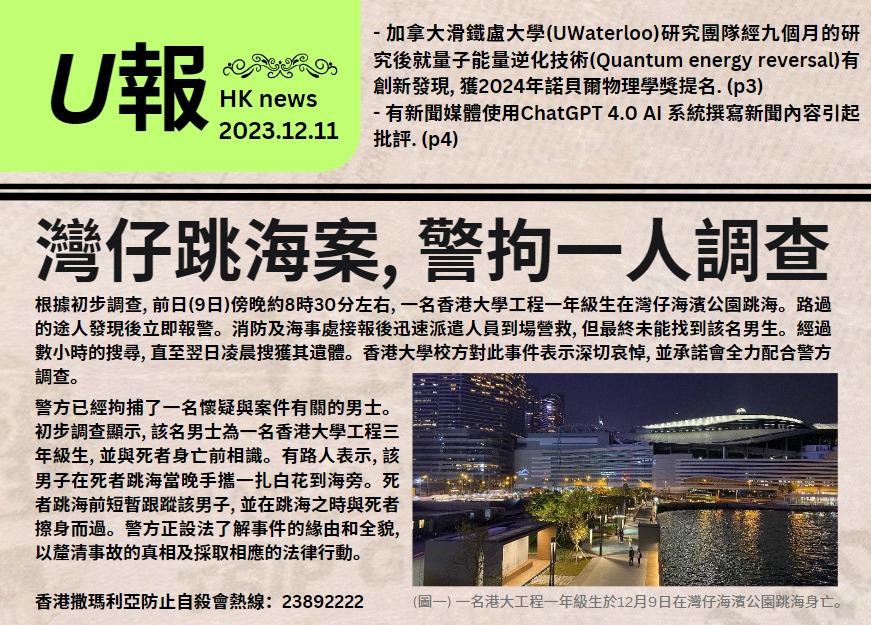 U報
HK news
2023.12.11
- 加拿大滑鐵盧大學(UWaterloo)研究團隊經九個月的研
究後就量子能量逆化技術(Quantum energy reversal)有
創新發現, 獲2024年諾貝爾物理學獎提名. (p3)
- 有新聞媒體使用ChatGPT 4.0 AI 系統撰寫新聞內容引起
批評. (p4)
灣仔跳海案, 警拘一人調查
根據初步調查, 前日(9日)傍晚約8時30分左右, 一名香港大學工程一年級生在灣仔海濱公園跳海。路過
的途人發現後立即報警。消防及海事處接報後迅速派遣人員到場營救, 但最終未能找到該名男生。經過
數小時的搜尋, 直至翌日凌晨搜獲其遺體。香港大學校方對此事件表示深切哀悼, 並承諾會全力配合警方
調查。
警方已經拘捕了一名懷疑與案件有關的男士。
初步調查顯示, 該名男士為一名香港大學工程三
年級生, 並與死者身亡前相識。有路人表示, 該
男子在死者跳海當晚手攜一扎白花到海旁。死
者跳海前短暫跟蹤該男子, 並在跳海之時與死者
擦身而過。警方正設法了解事件的緣由和全貌,
以釐清事故的真相及採取相應的法律行動。
香港撒瑪利亞防止自殺會熱線：23892222
(圖一) 一名港大工程一年級生於12月9日在灣仔海濱公園跳海身亡。